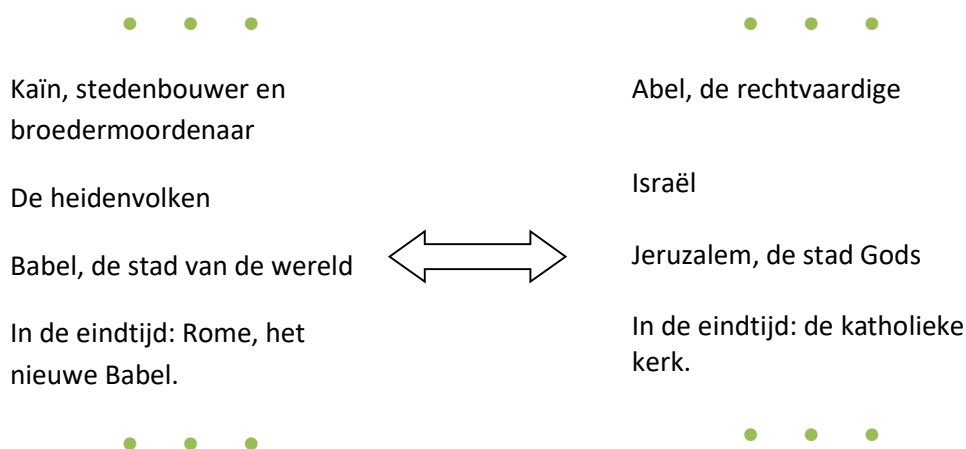 Kaïn, stedenbouwer en
broedermoordenaar
De heidenvolken
Babel, de stad van de wereld
In de eindtijd: Rome, het
nieuwe Babel.
Abel, de rechtvaardige
Israël
Jeruzalem, de stad Gods
In de eindtijd: de katholieke
kerk.